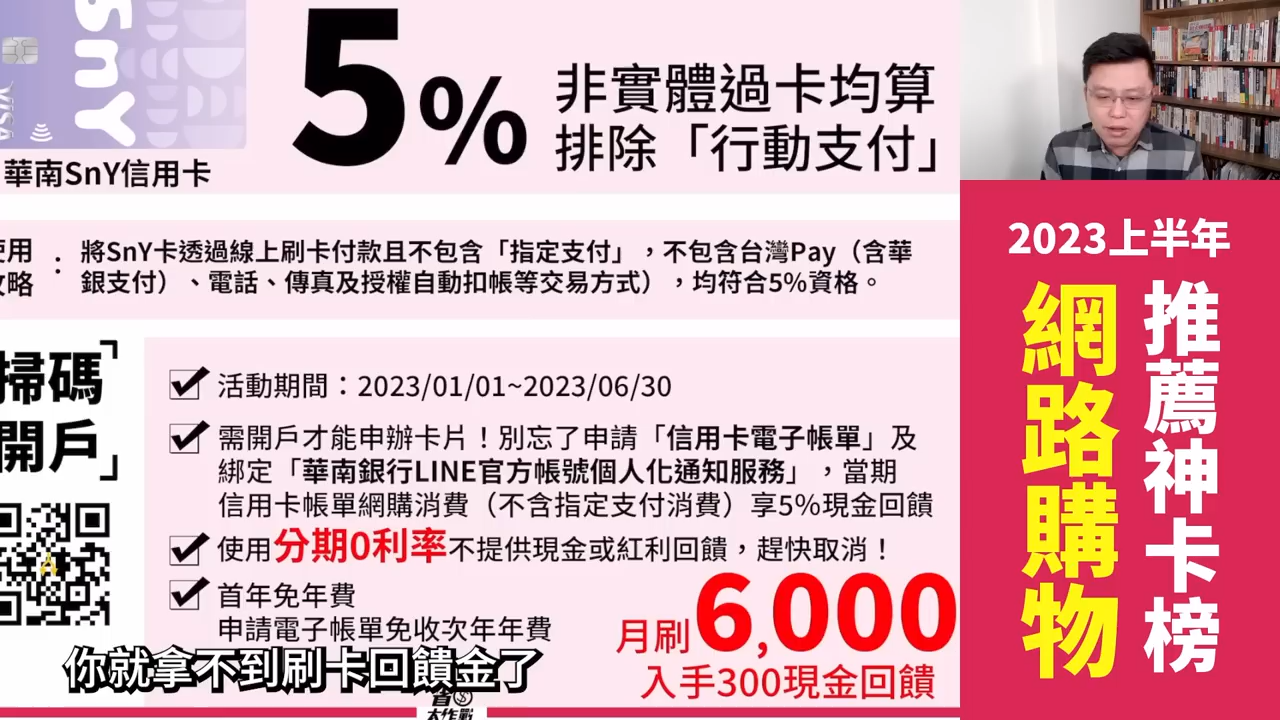 SnY
VISA
華南SnY信用卡
5%
非實體過卡均算
排除「行動支付」
使用
攻略
：
將SnY卡透過線上刷卡付款且不包含「指定支付」，不包含台灣Pay（含華
銀支付）、電話、傳真及授權自動扣帳等交易方式），均符合5%資格。
掃碼
開戶
活動期間：2023/01/01~2023/06/30
需開戶才能申辦卡片！別忘了申請「信用卡電子帳單」及
綁定「華南銀行LINE官方帳號個人化通知服務」，當期
信用卡帳單網購消費（不含指定支付消費）享5%現金回饋
使用分期0利率不提供現金或紅利回饋，趕快取消！
首年免年費
申請電子帳單免收次年年費
月刷6,000
入手300現金回饋
你就拿不到刷卡回饋金了
省
大作戰
2023上半年
推薦神卡榜
網路購物